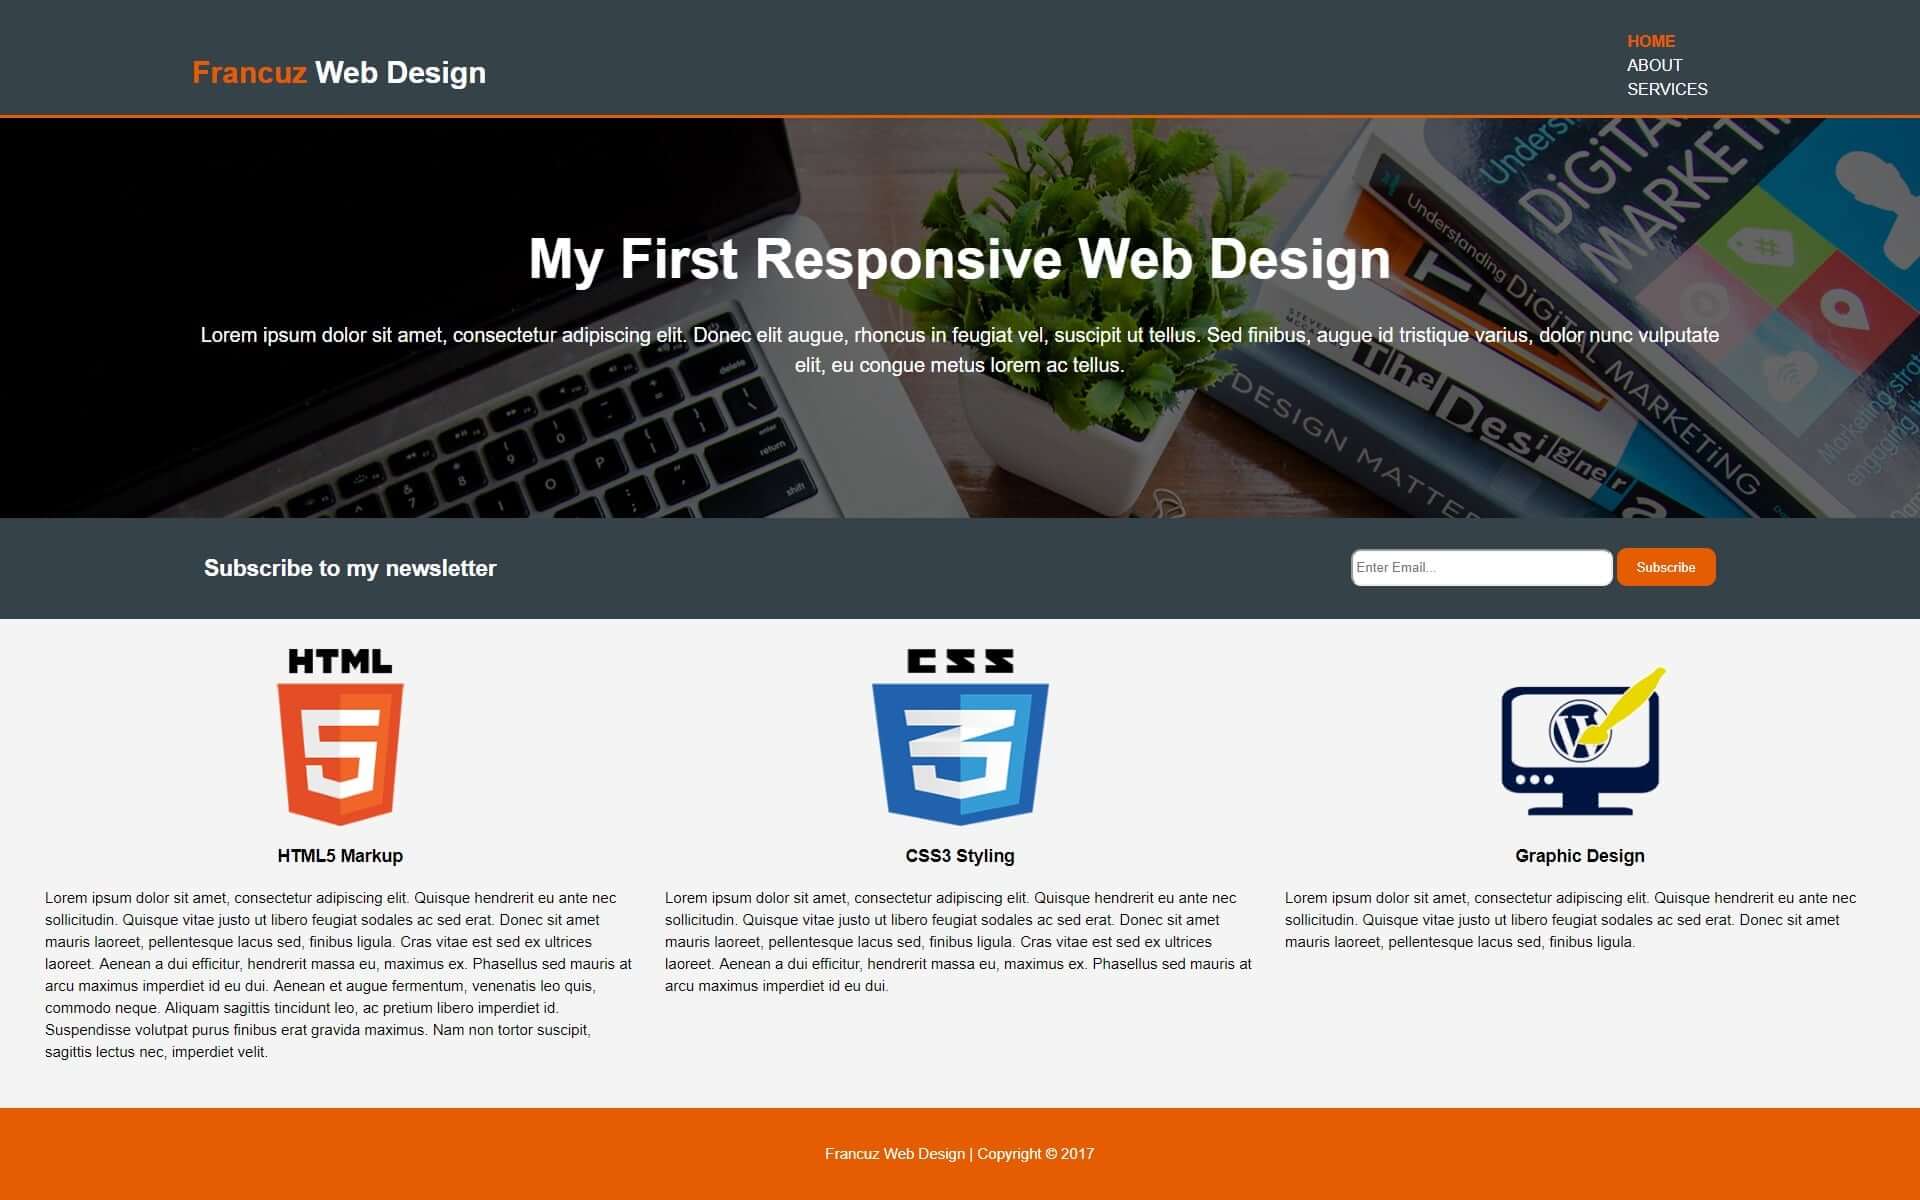 Francuz Web Design
HOME
ABOUT
SERVICES
My First Responsive Web Design
Lorem ipsum dolor sit amet, consectetur adipiscing elit. Donec elit augue, rhoncus in feugiat vel, suscipit ut tellus. Sed finibus, augue id tristique varius, dolor nunc vulputate
elit, eu congue metus lorem ac tellus.
DiGiTA
MARKETi
Understanding DiGiTAL MARKETiNG
The Designer
DESIGN MATTE
delete
enter
return
shift
Subscribe to my newsletter
Enter Email...
Subscribe
HTML
5
CSS
3
W
HTML5 Markup
CSS3 Styling
Graphic Design
Lorem ipsum dolor sit amet, consectetur adipiscing elit. Quisque hendrerit eu ante nec
sollicitudin. Quisque vitae justo ut libero feugiat sodales ac sed erat. Donec sit amet
mauris laoreet, pellentesque lacus sed, finibus ligula. Cras vitae est sed ex ultrices
laoreet. Aenean a dui efficitur, hendrerit massa eu, maximus ex. Phasellus sed mauris at
arcu maximus imperdiet id eu dui. Aenean et augue fermentum, venenatis leo quis,
commodo neque. Aliquam sagittis tincidunt leo, ac pretium libero imperdiet id.
Suspendisse volutpat purus finibus erat gravida maximus. Nam non tortor suscipit,
sagittis lectus nec, imperdiet velit.
Lorem ipsum dolor sit amet, consectetur adipiscing elit. Quisque hendrerit eu ante nec
sollicitudin. Quisque vitae justo ut libero feugiat sodales ac sed erat. Donec sit amet
mauris laoreet, pellentesque lacus sed, finibus ligula. Cras vitae est sed ex ultrices
laoreet. Aenean a dui efficitur, hendrerit massa eu, maximus ex. Phasellus sed mauris at
arcu maximus imperdiet id eu dui.
Lorem ipsum dolor sit amet, consectetur adipiscing elit. Quisque hendrerit eu ante nec
sollicitudin. Quisque vitae justo ut libero feugiat sodales ac sed erat. Donec sit amet
mauris laoreet, pellentesque lacus sed, finibus ligula.
Francuz Web Design | Copyright © 2017